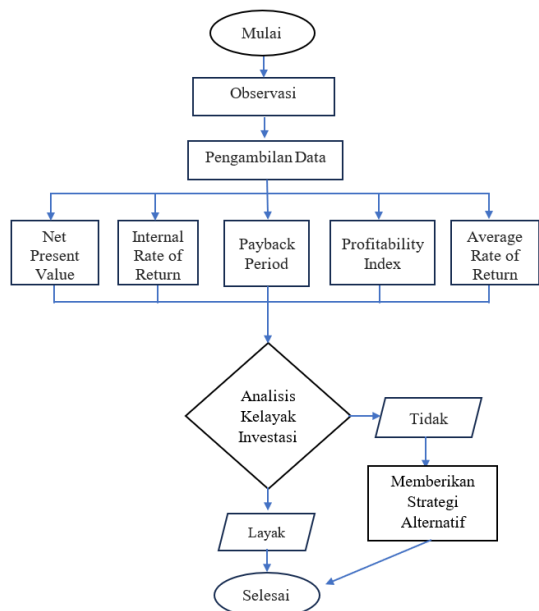 Mulai
Observasi
Pengambilan Data
Net
Present
Value
Internal
Rate of
Return
Payback
Period
Profitability
Index
Average
Rate of
Return
Analisis
Kelayak
Investasi
Tidak
Memberikan
Strategi
Alternatif
Layak
Selesai